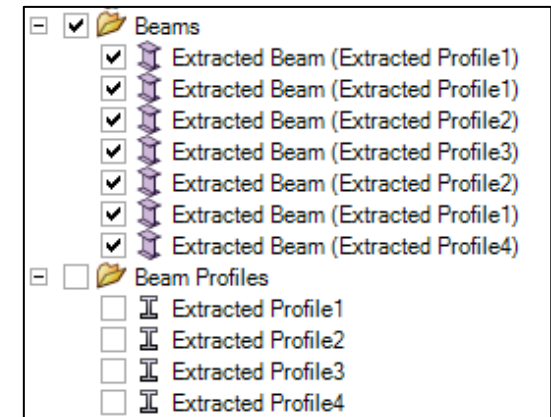 Beams
Extracted Beam (Extracted Profile1)
Extracted Beam (Extracted Profile1)
Extracted Beam (Extracted Profile2)
Extracted Beam (Extracted Profile3)
Extracted Beam (Extracted Profile2)
Extracted Beam (Extracted Profile1)
Extracted Beam (Extracted Profile4)
Beam Profiles
Extracted Profile1
Extracted Profile2
Extracted Profile3
Extracted Profile4